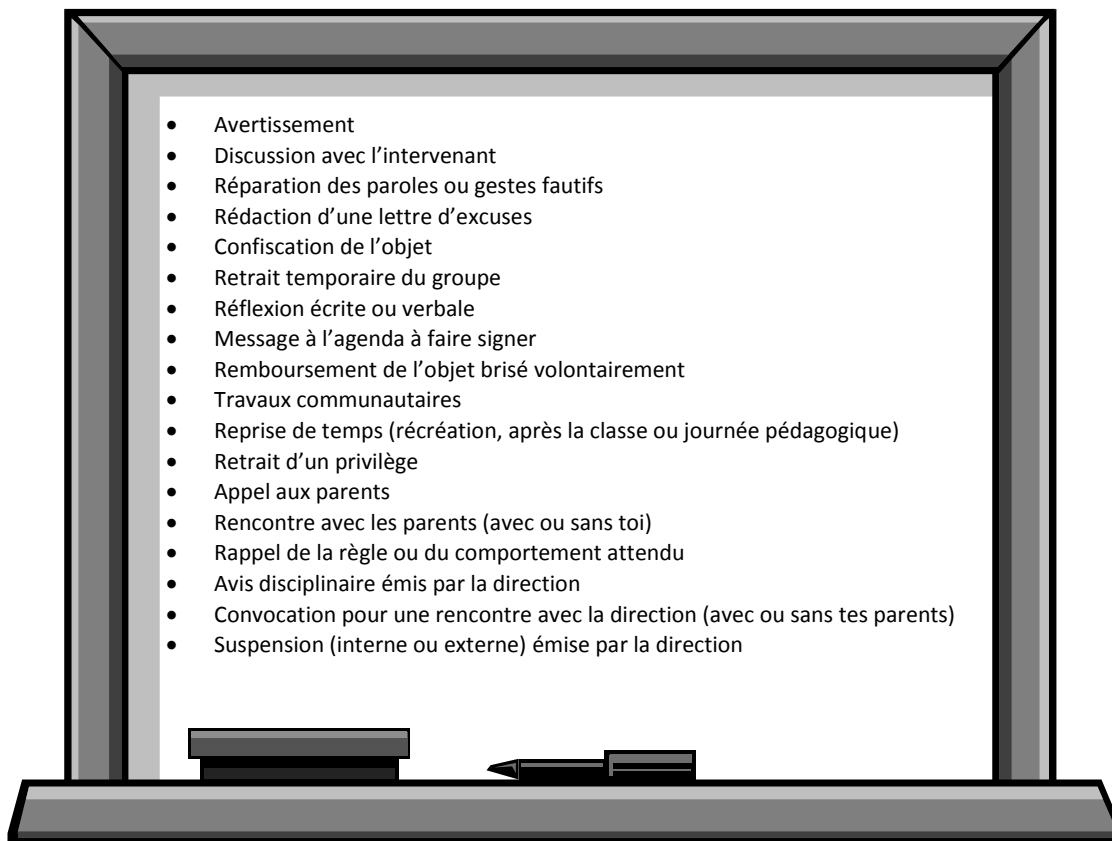 • Avertissement
• Discussion avec l’intervenant
• Réparation des paroles ou gestes fautifs
• Rédaction d’une lettre d’excuses
• Confiscation de l’objet
• Retrait temporaire du groupe
• Réflexion écrite ou verbale
• Message à l’agenda à faire signer
• Remboursement de l’objet brisé volontairement
• Travaux communautaires
• Reprise de temps (récréation, après la classe ou journée pédagogique)
• Retrait d’un privilège
• Appel aux parents
• Rencontre avec les parents (avec ou sans toi)
• Rappel de la règle ou du comportement attendu
• Avis disciplinaire émis par la direction
• Convocation pour une rencontre avec la direction (avec ou sans tes parents)
• Suspension (interne ou externe) émise par la direction